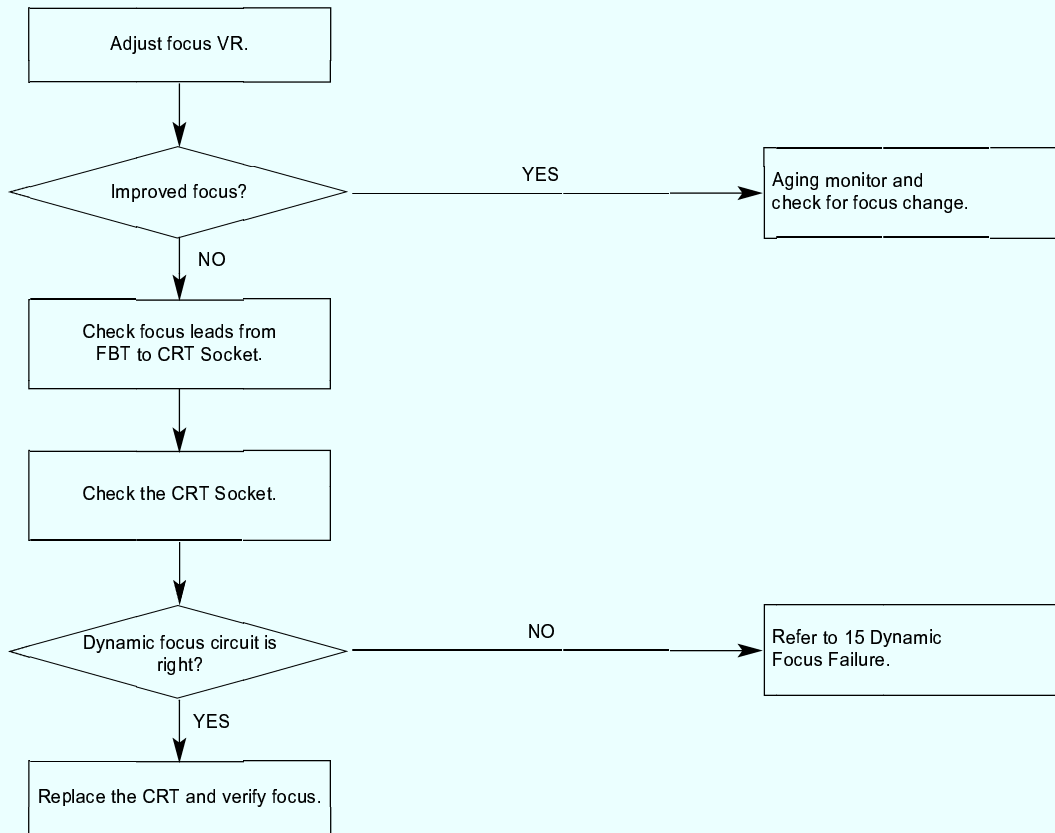 Adjust focus VR.
Improved focus?
YES
Aging monitor and
check for focus change.
NO
Check focus leads from
FBT to CRT Socket.
Check the CRT Socket.
Dynamic focus circuit is
right?
NO
Refer to 15 Dynamic
Focus Failure.
YES
Replace the CRT and verify focus.